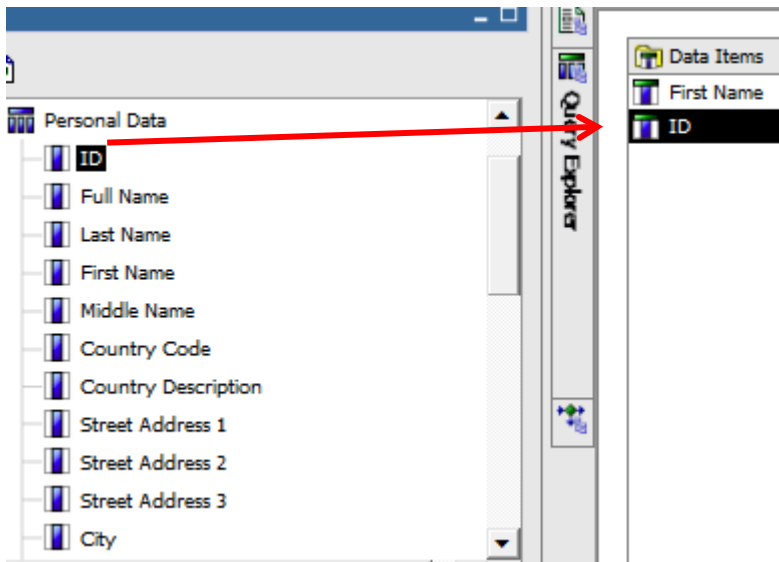 Personal Data
ID
Full Name
Last Name
First Name
Middle Name
Country Code
Country Description
Street Address 1
Street Address 2
Street Address 3
City
Query Explorer
Data Items
First Name
ID